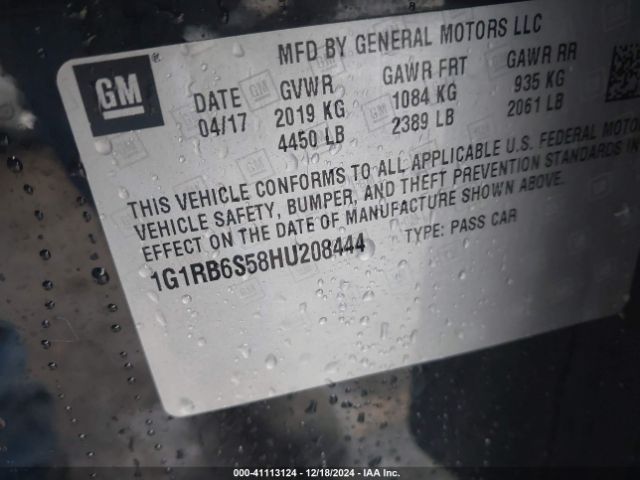 MFD BY GENERAL MOTORS LLC
GM ®
DATE GVWR GAWR FRT GAWR RR
04/17 2019 KG 1084 KG 935 KG
4450 LB 2389 LB 2061 LB
THIS VEHICLE CONFORMS TO ALL APPLICABLE U.S. FEDERAL MOTO
VEHICLE SAFETY, BUMPER, AND THEFT PREVENTION STANDARDS IN
EFFECT ON THE DATE OF MANUFACTURE SHOWN ABOVE.
1G1RB6S58HU208444 TYPE: PASS CAR
000-41113124 - 12/18/2024 - IAA Inc.